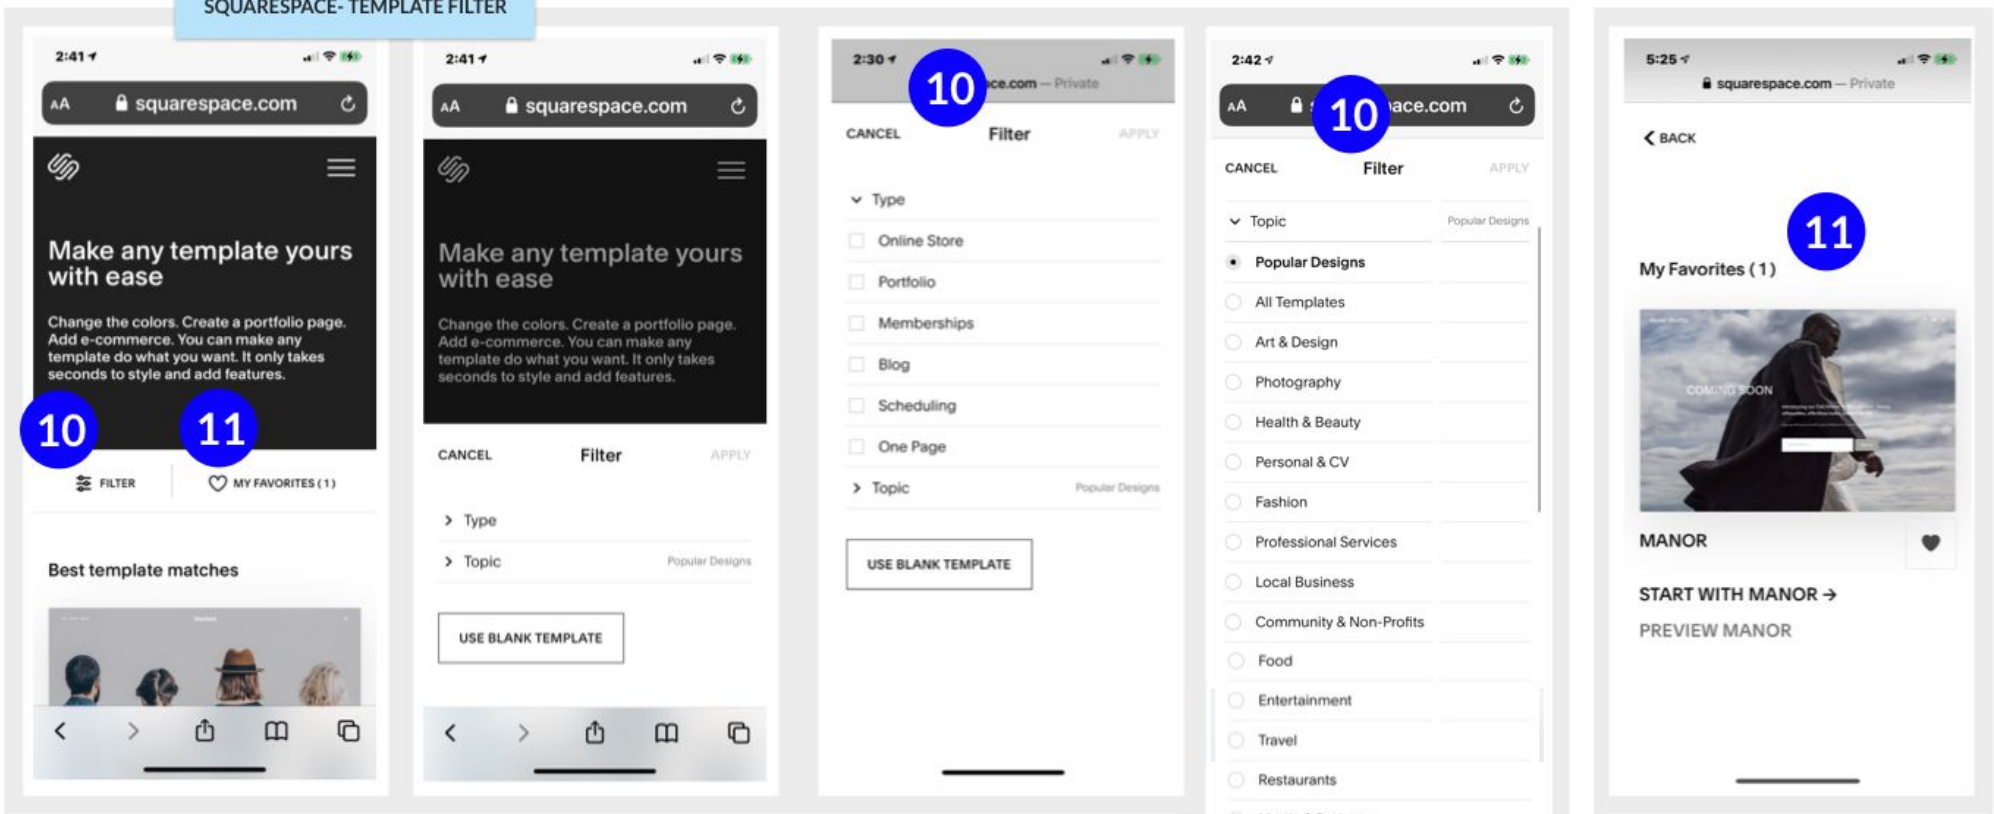 SQUARESPACE- TEMPLATE FILTER
2:41
AA squarespace.com
Make any template yours
with ease
Change the colors. Create a portfolio page.
Add e-commerce. You can make any
template do what you want. It only takes
seconds to style and add features.
10
11
FILTER
MY FAVORITES (1)
Best template matches
2:41
AA squarespace.com
Make any template yours
with ease
Change the colors. Create a portfolio page.
Add e-commerce. You can make any
template do what you want. It only takes
seconds to style and add features.
CANCEL Filter APPLY
Type
Topic Popular Designs
USE BLANK TEMPLATE
2:30
10
ce.com — Private
CANCEL Filter APPLY
Type
Online Store
Portfolio
Memberships
Blog
Scheduling
One Page
Topic Popular Designs
USE BLANK TEMPLATE
2:42
AA s ace.com
10
CANCEL Filter APPLY
Topic Popular Designs
Popular Designs
All Templates
Art & Design
Photography
Health & Beauty
Personal & CV
Fashion
Professional Services
Local Business
Community & Non-Profits
Food
Entertainment
Travel
Restaurants
5:25
squarespace.com — Private
BACK
11
My Favorites (1)
COMING SOON
MANOR
START WITH MANOR →
PREVIEW MANOR